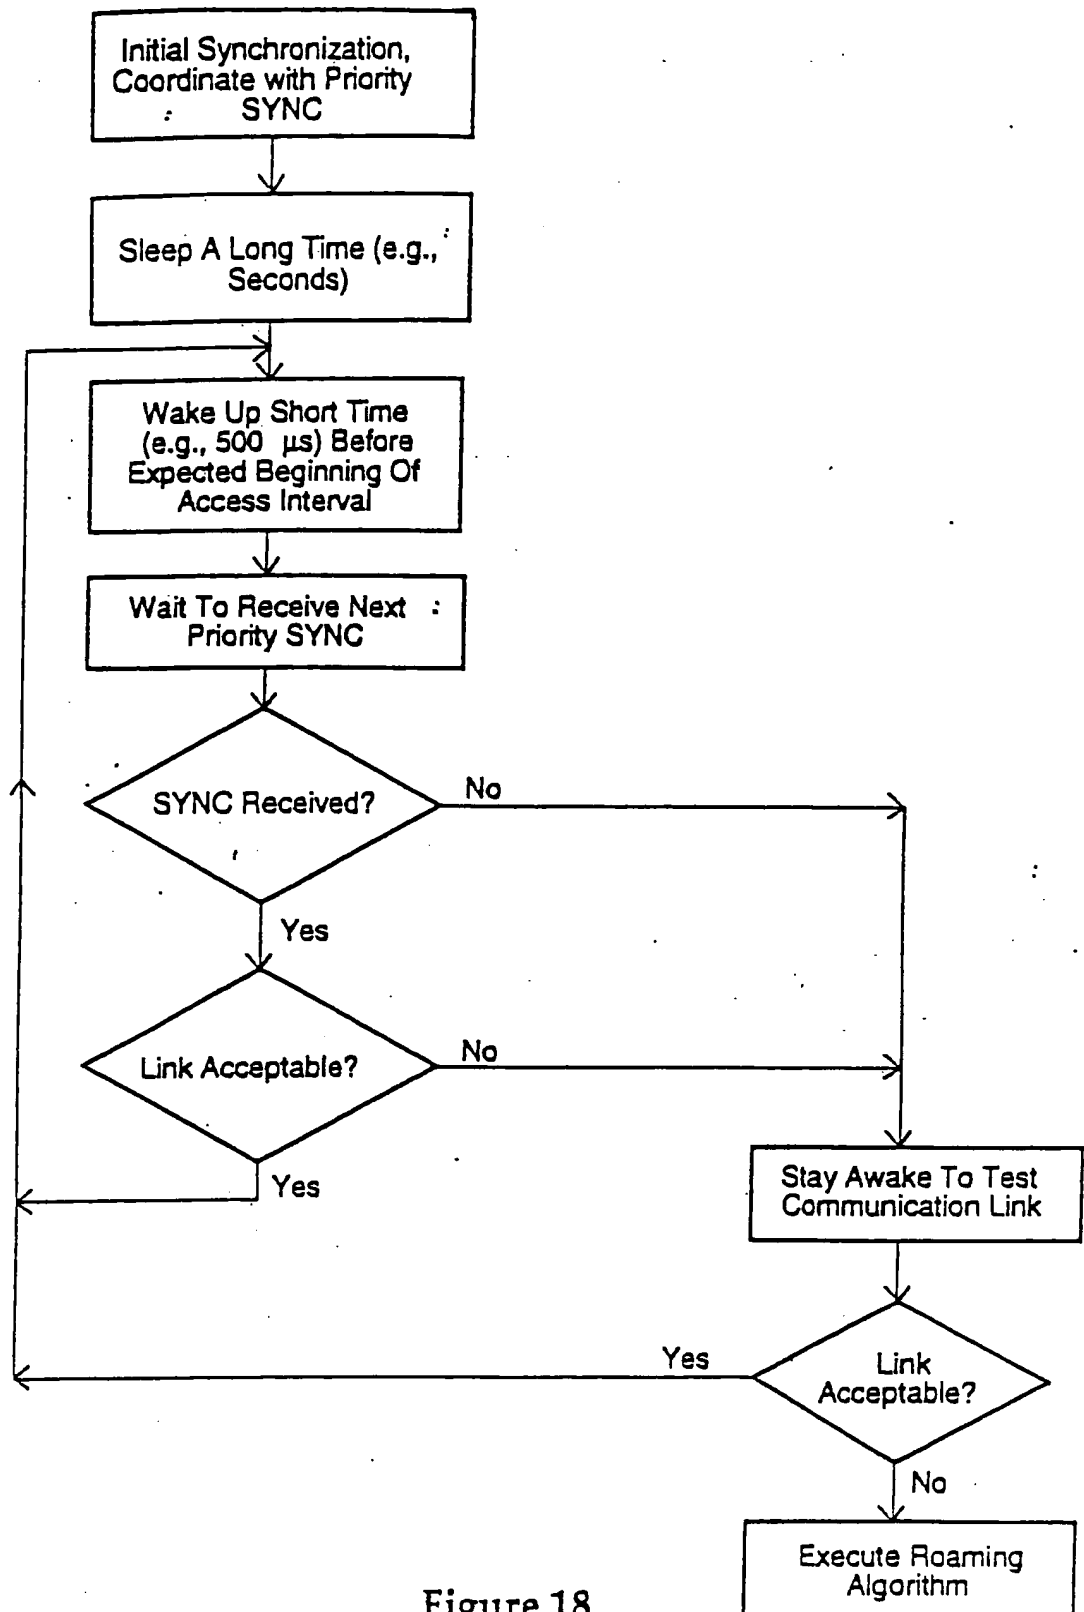 Initial Synchronization,
Coordinate with Priority
SYNC
Sleep A Long Time (e.g.,
Seconds)
Wake Up Short Time
(e.g., 500 µs) Before
Expected Beginning Of
Access Interval
Wait To Receive Next
Priority SYNC
SYNC Received?
No
Yes
Link Acceptable?
No
Yes
Stay Awake To Test
Communication Link
Link
Acceptable?
Yes
No
Execute Roaming
Algorithm
Figure 18